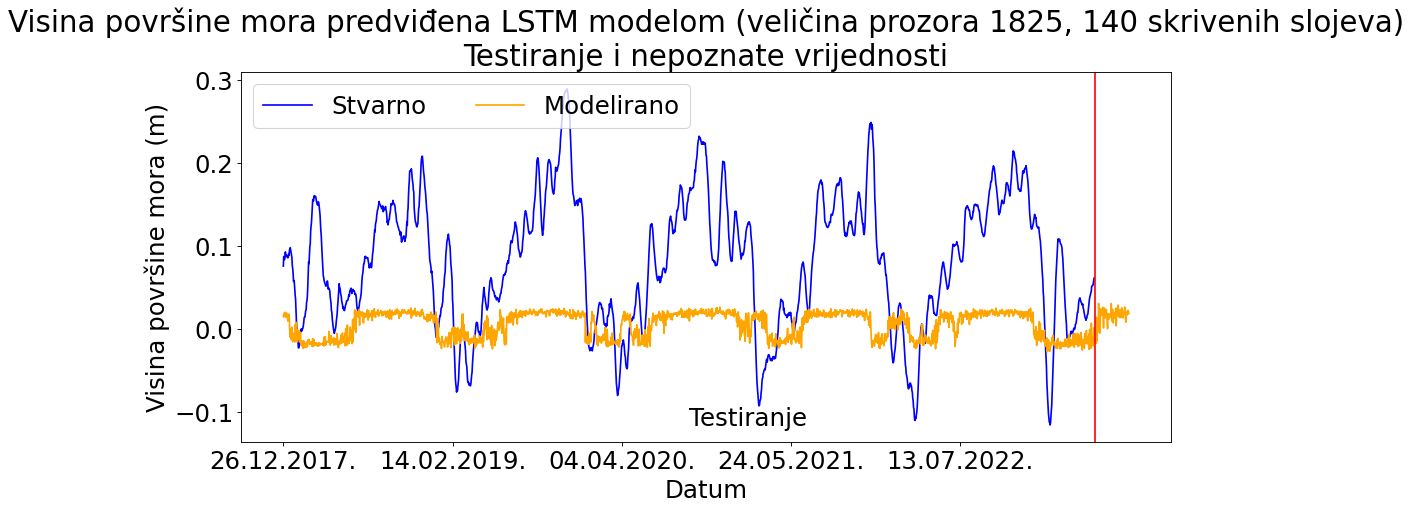 Visina površine mora predviđena LSTM modelom (veličina prozora 1825, 140 skrivenih slojeva)
Testiranje i nepoznate vrijednosti
Stvarno Modelirano
Visina površine mora (m)
0.3
0.2
0.1
0.0
−0.1
Testiranje
26.12.2017. 14.02.2019. 04.04.2020. 24.05.2021. 13.07.2022.
Datum